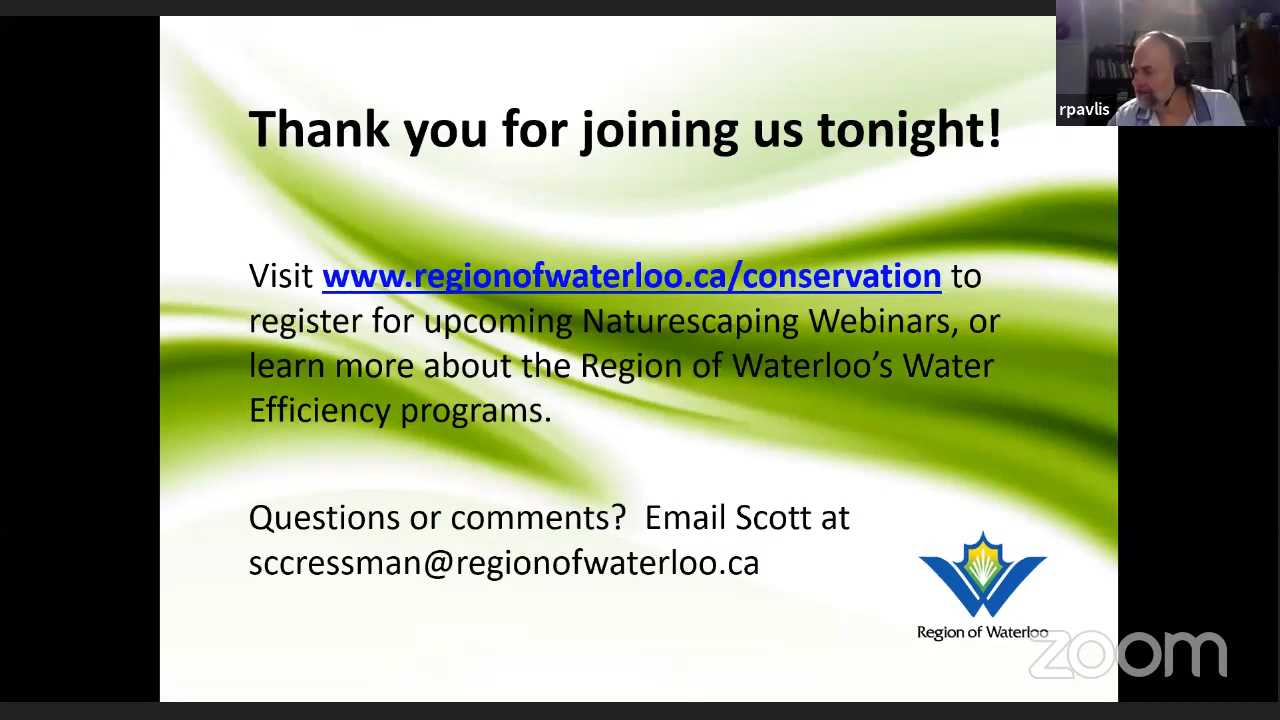 rpavlis
Thank you for joining us tonight!
Visit www.regionofwaterloo.ca/conservation to
register for upcoming Naturescaping Webinars, or
learn more about the Region of Waterloo’s Water
Efficiency programs.
Questions or comments?  Email Scott at
sccressman@regionofwaterloo.ca
Region of Waterloo
zoom